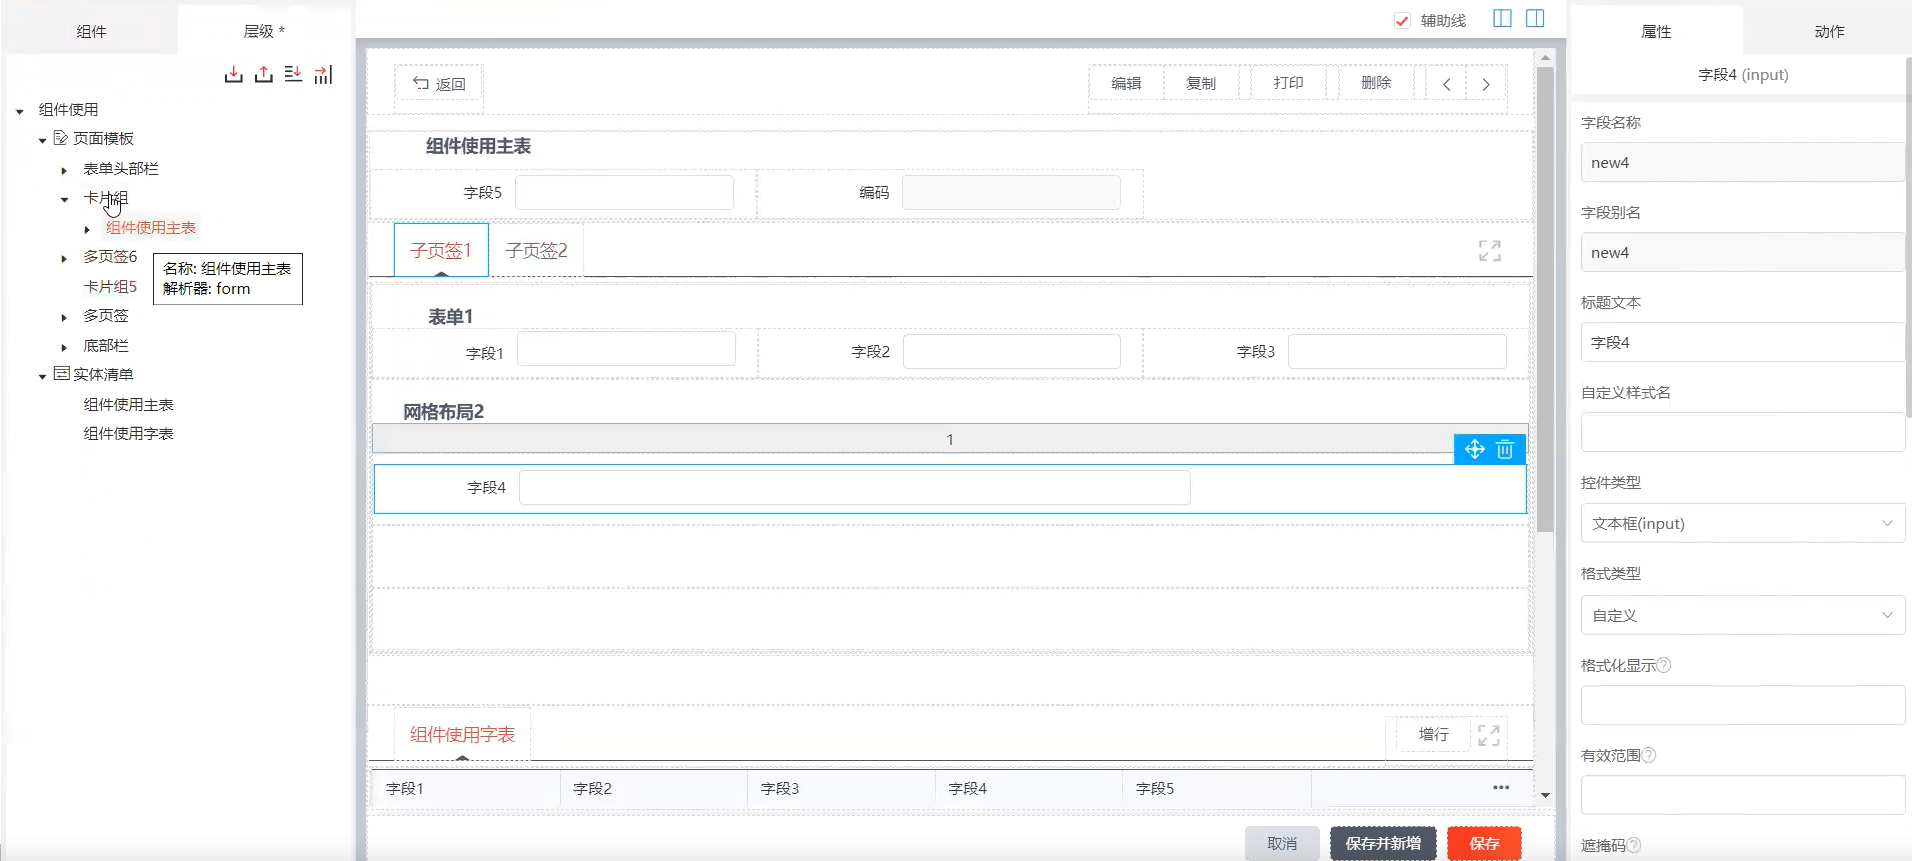 组件
层级 *
组件使用
页面模板
表单头部栏
卡片组
组件使用主表
多页签6
卡片组5
多页签
底部栏
实体清单
组件使用主表
组件使用字表
名称: 组件使用主表
解析器: form
辅助线
返回
编辑
复制
打印
删除
组件使用主表
字段5
编码
子页签1
子页签2
表单1
字段1
字段2
字段3
网格布局2
1
字段4
组件使用字表
增行
字段1
字段2
字段3
字段4
字段5
取消
保存并新增
保存
属性
动作
字段4 (input)
字段名称
new4
字段别名
new4
标题文本
字段4
自定义样式名
控件类型
文本框(input)
格式类型
自定义
格式化显示
有效范围
遮掩码